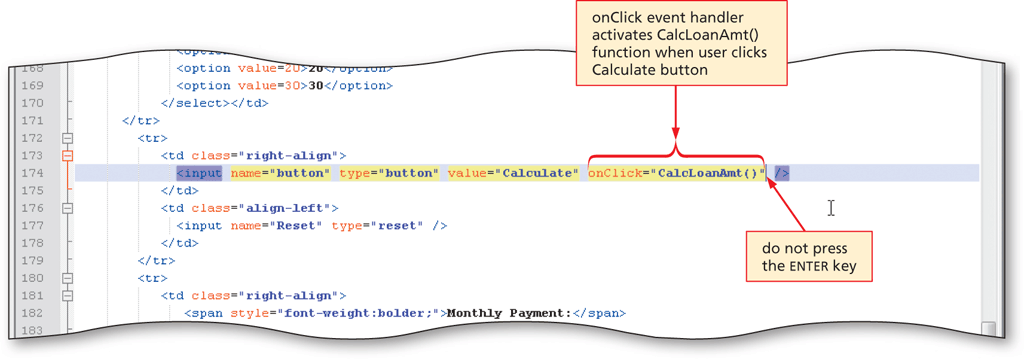 onClick event handler
activates CalcLoanAmt()
function when user clicks
Calculate button
168 <option value=20>20</option>
169 <option value=30>30</option>
170 </select></td>
171 </tr>
172 <tr>
173 <td class="right-align">
174 <input name="button" type="button" value="Calculate" onClick="CalcLoanAmt()" />
175 </td>
176 <td class="align-left">
177 <input name="Reset" type="reset" />
178 </td>
179 </tr>
180 <tr>
181 <td class="right-align">
182 <span style="font-weight:bolder;">Monthly Payment:</span>
183
do not press
the ENTER key